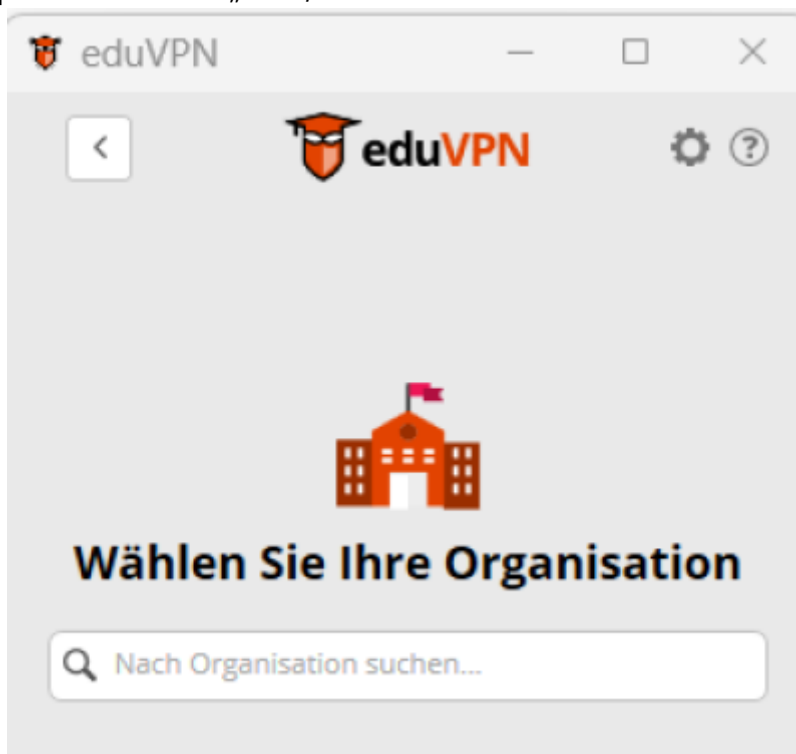 eduVPN
eduVPN
Wählen Sie Ihre Organisation
Nach Organisation suchen...